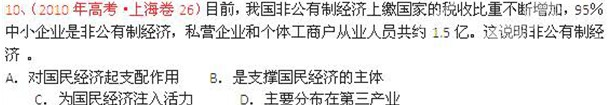 10、（2010年高考·上海卷 26）目前，我国非公有制经济上缴国家的税收比重不断增加，95%
中小企业是非公有制经济，私营企业和个体工商户从业人员共约 1.5 亿。这说明非公有制经
济 。
A．对国民经济起支配作用 B．是支撑国民经济的主体
C．为国民经济注入活力 D．主要分布在第三产业